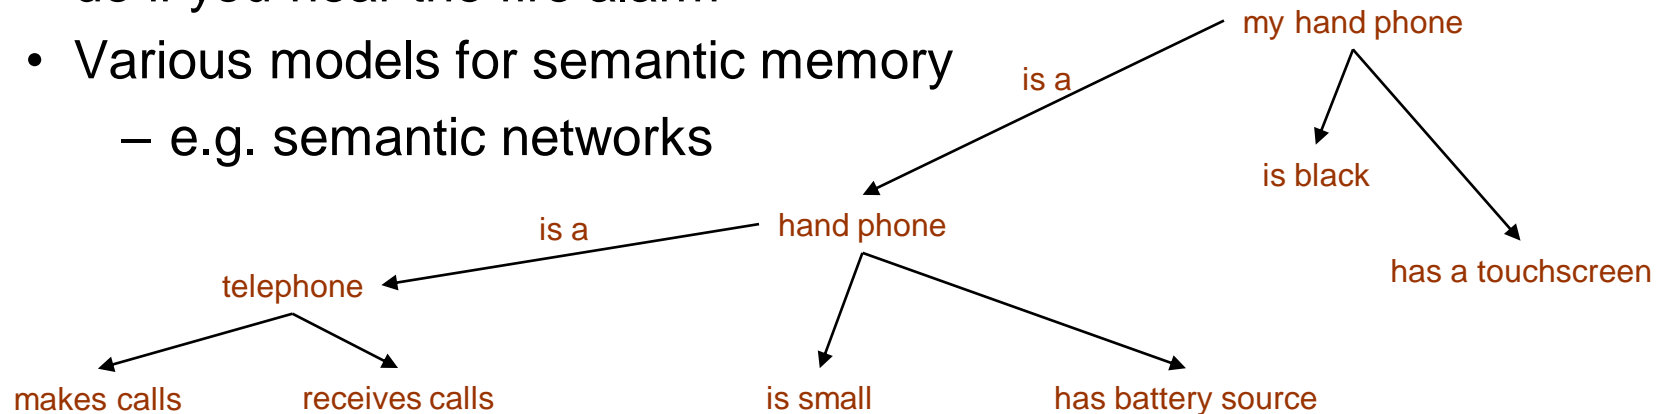 my hand phone
• Various models for semantic memory
is a
– e.g. semantic networks
is black
is a
hand phone
has a touchscreen
telephone
makes calls
receives calls
is small
has battery source